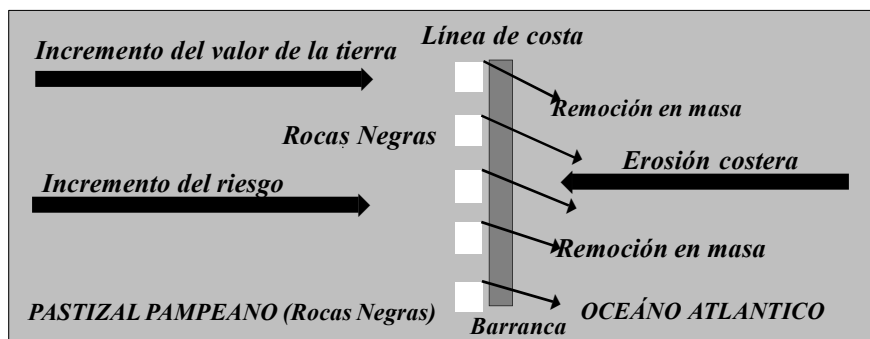 Incremento del valor de la tierra
Línea de costa
Remoción en masa
Rocas Negras
Erosión costera
Incremento del riesgo
Remoción en masa
PASTIZAL PAMPEANO (Rocas Negras)
Barranca
OCEÁNO ATLANTICO